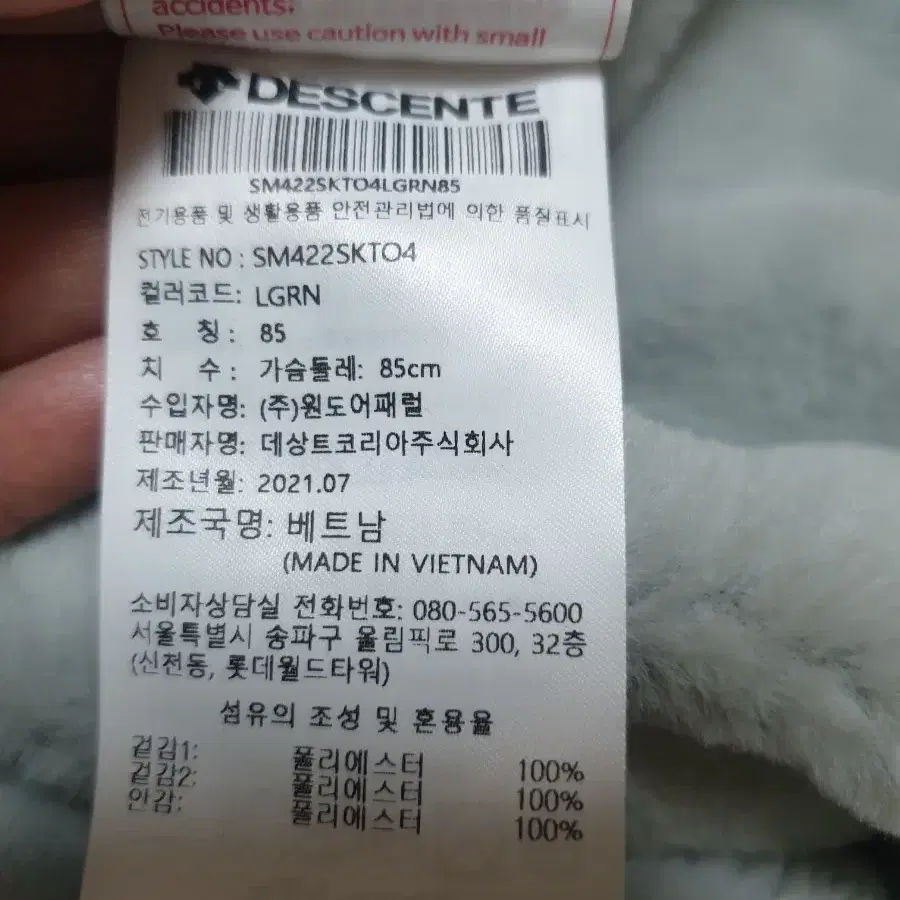 accidents.
Please use caution with small
DESCENTE
SM422SKTO4LGRN85
전기용품 및 생활용품 안전관리법에 의한 품질표시
STYLE NO : SM422SKTO4
컬러코드: LGRN
호 칭 : 85
치 수 : 가슴둘레: 85cm
수입자명: (주)원도어패럴
판매자명: 데상트코리아주식회사
제조년월: 2021.07
제조국명: 베트남
(MADE IN VIETNAM)
소비자상담실 전화번호: 080-565-5600
서울특별시 송파구 올림픽로 300, 32층
(신천동, 롯데월드타워)
섬유의 조성 및 혼용율
겉감1: 폴리에스터 100%
겉감2: 폴리에스터 100%
안감: 폴리에스터 100%